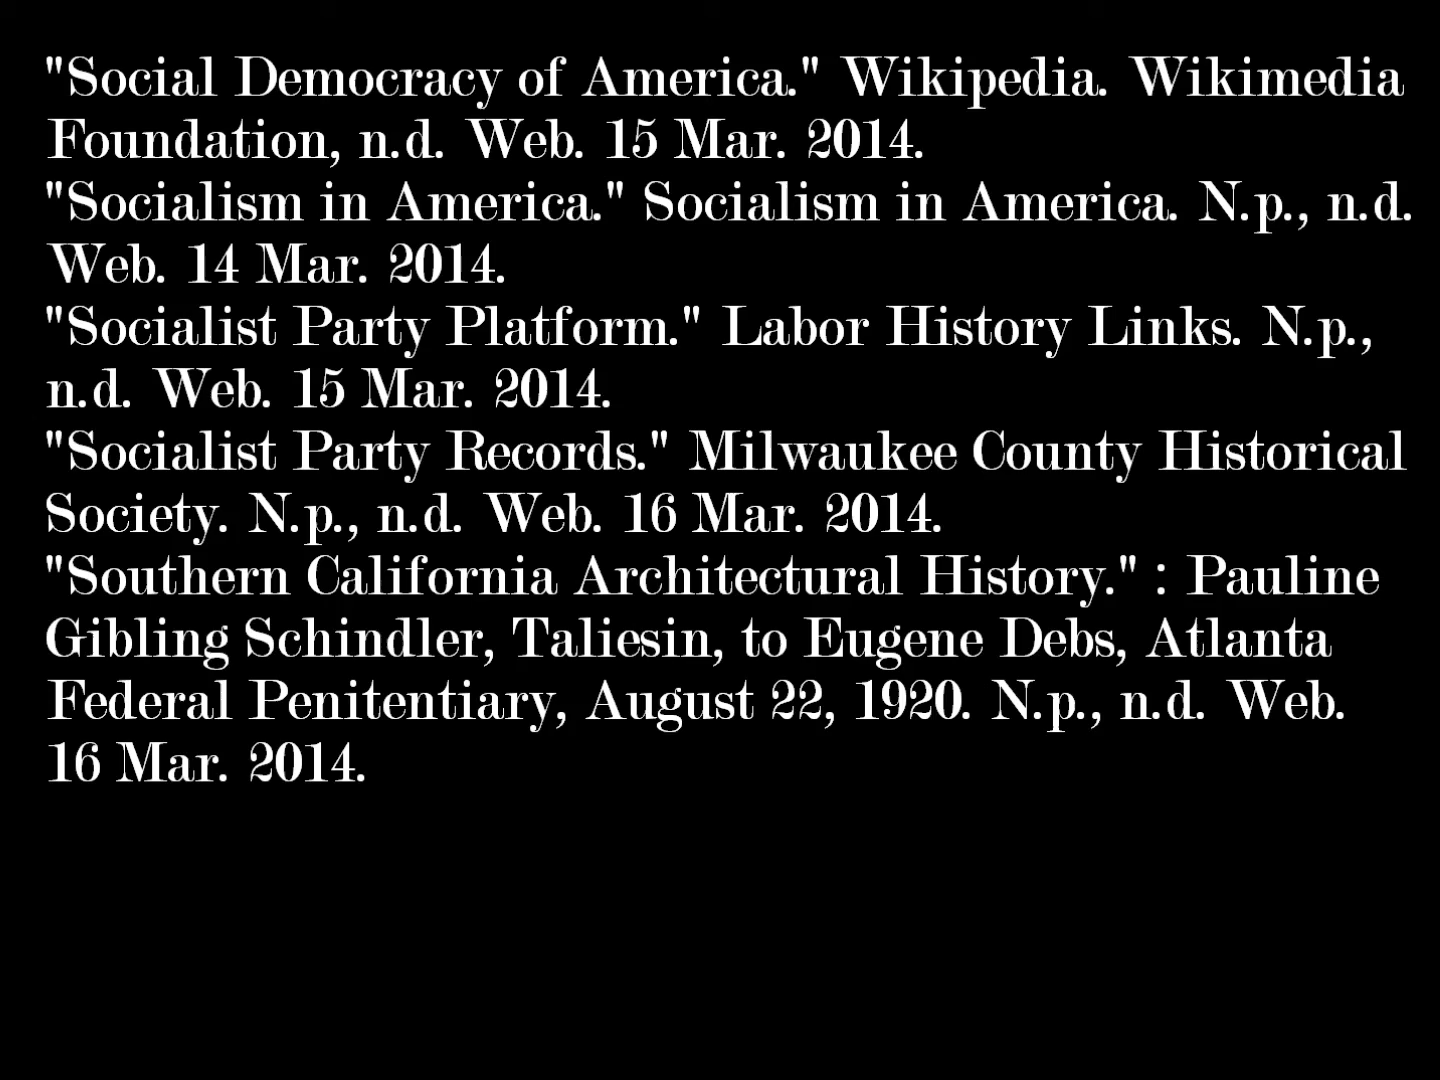 "Social Democracy of America." Wikipedia. Wikimedia
Foundation, n.d. Web. 15 Mar. 2014.
"Socialism in America." Socialism in America. N.p., n.d.
Web. 14 Mar. 2014.
"Socialist Party Platform." Labor History Links. N.p.,
n.d. Web. 15 Mar. 2014.
"Socialist Party Records." Milwaukee County Historical
Society. N.p., n.d. Web. 16 Mar. 2014.
"Southern California Architectural History." : Pauline
Gibling Schindler, Taliesin, to Eugene Debs, Atlanta
Federal Penitentiary, August 22, 1920. N.p., n.d. Web.
16 Mar. 2014.